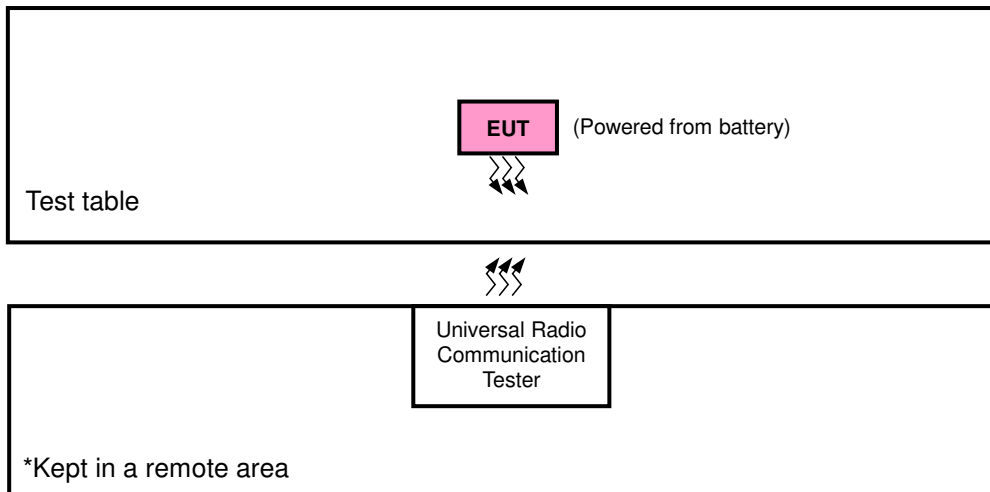 EUT
(Powered from battery)
Test table
Universal Radio
Communication
Tester
*Kept in a remote area